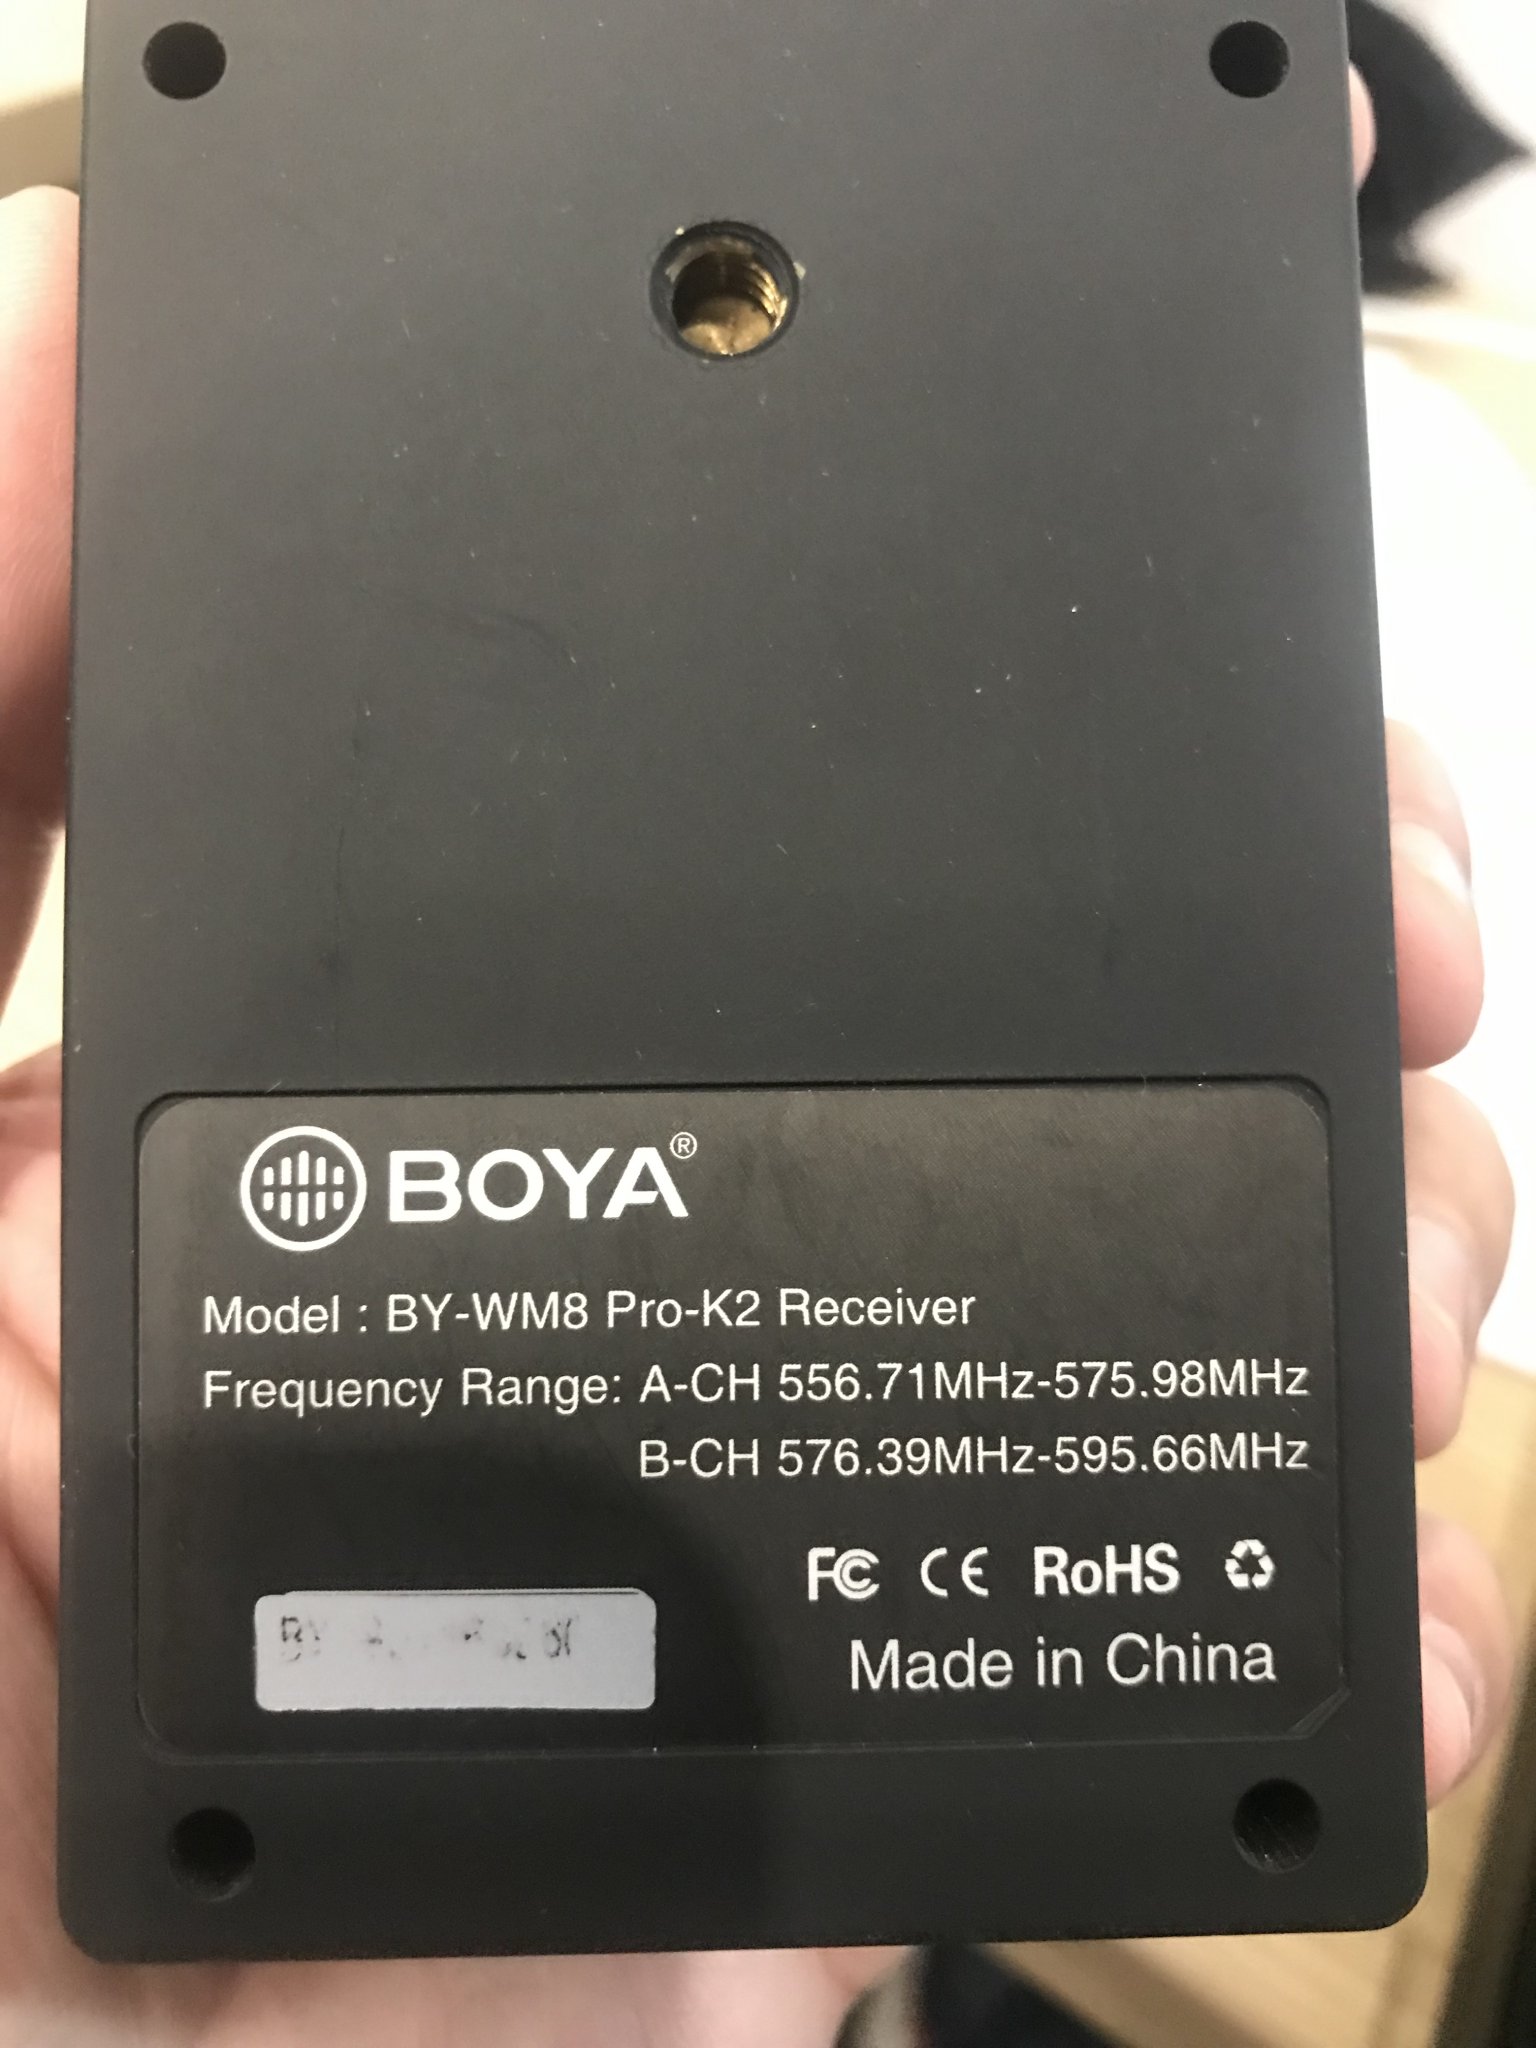 BOYA®
Model : BY-WM8 Pro-K2 Receiver
Frequency Range: A-CH 556.71MHz-575.98MHz
B-CH 576.39MHz-595.66MHz
FC CE RoHS
Made in China